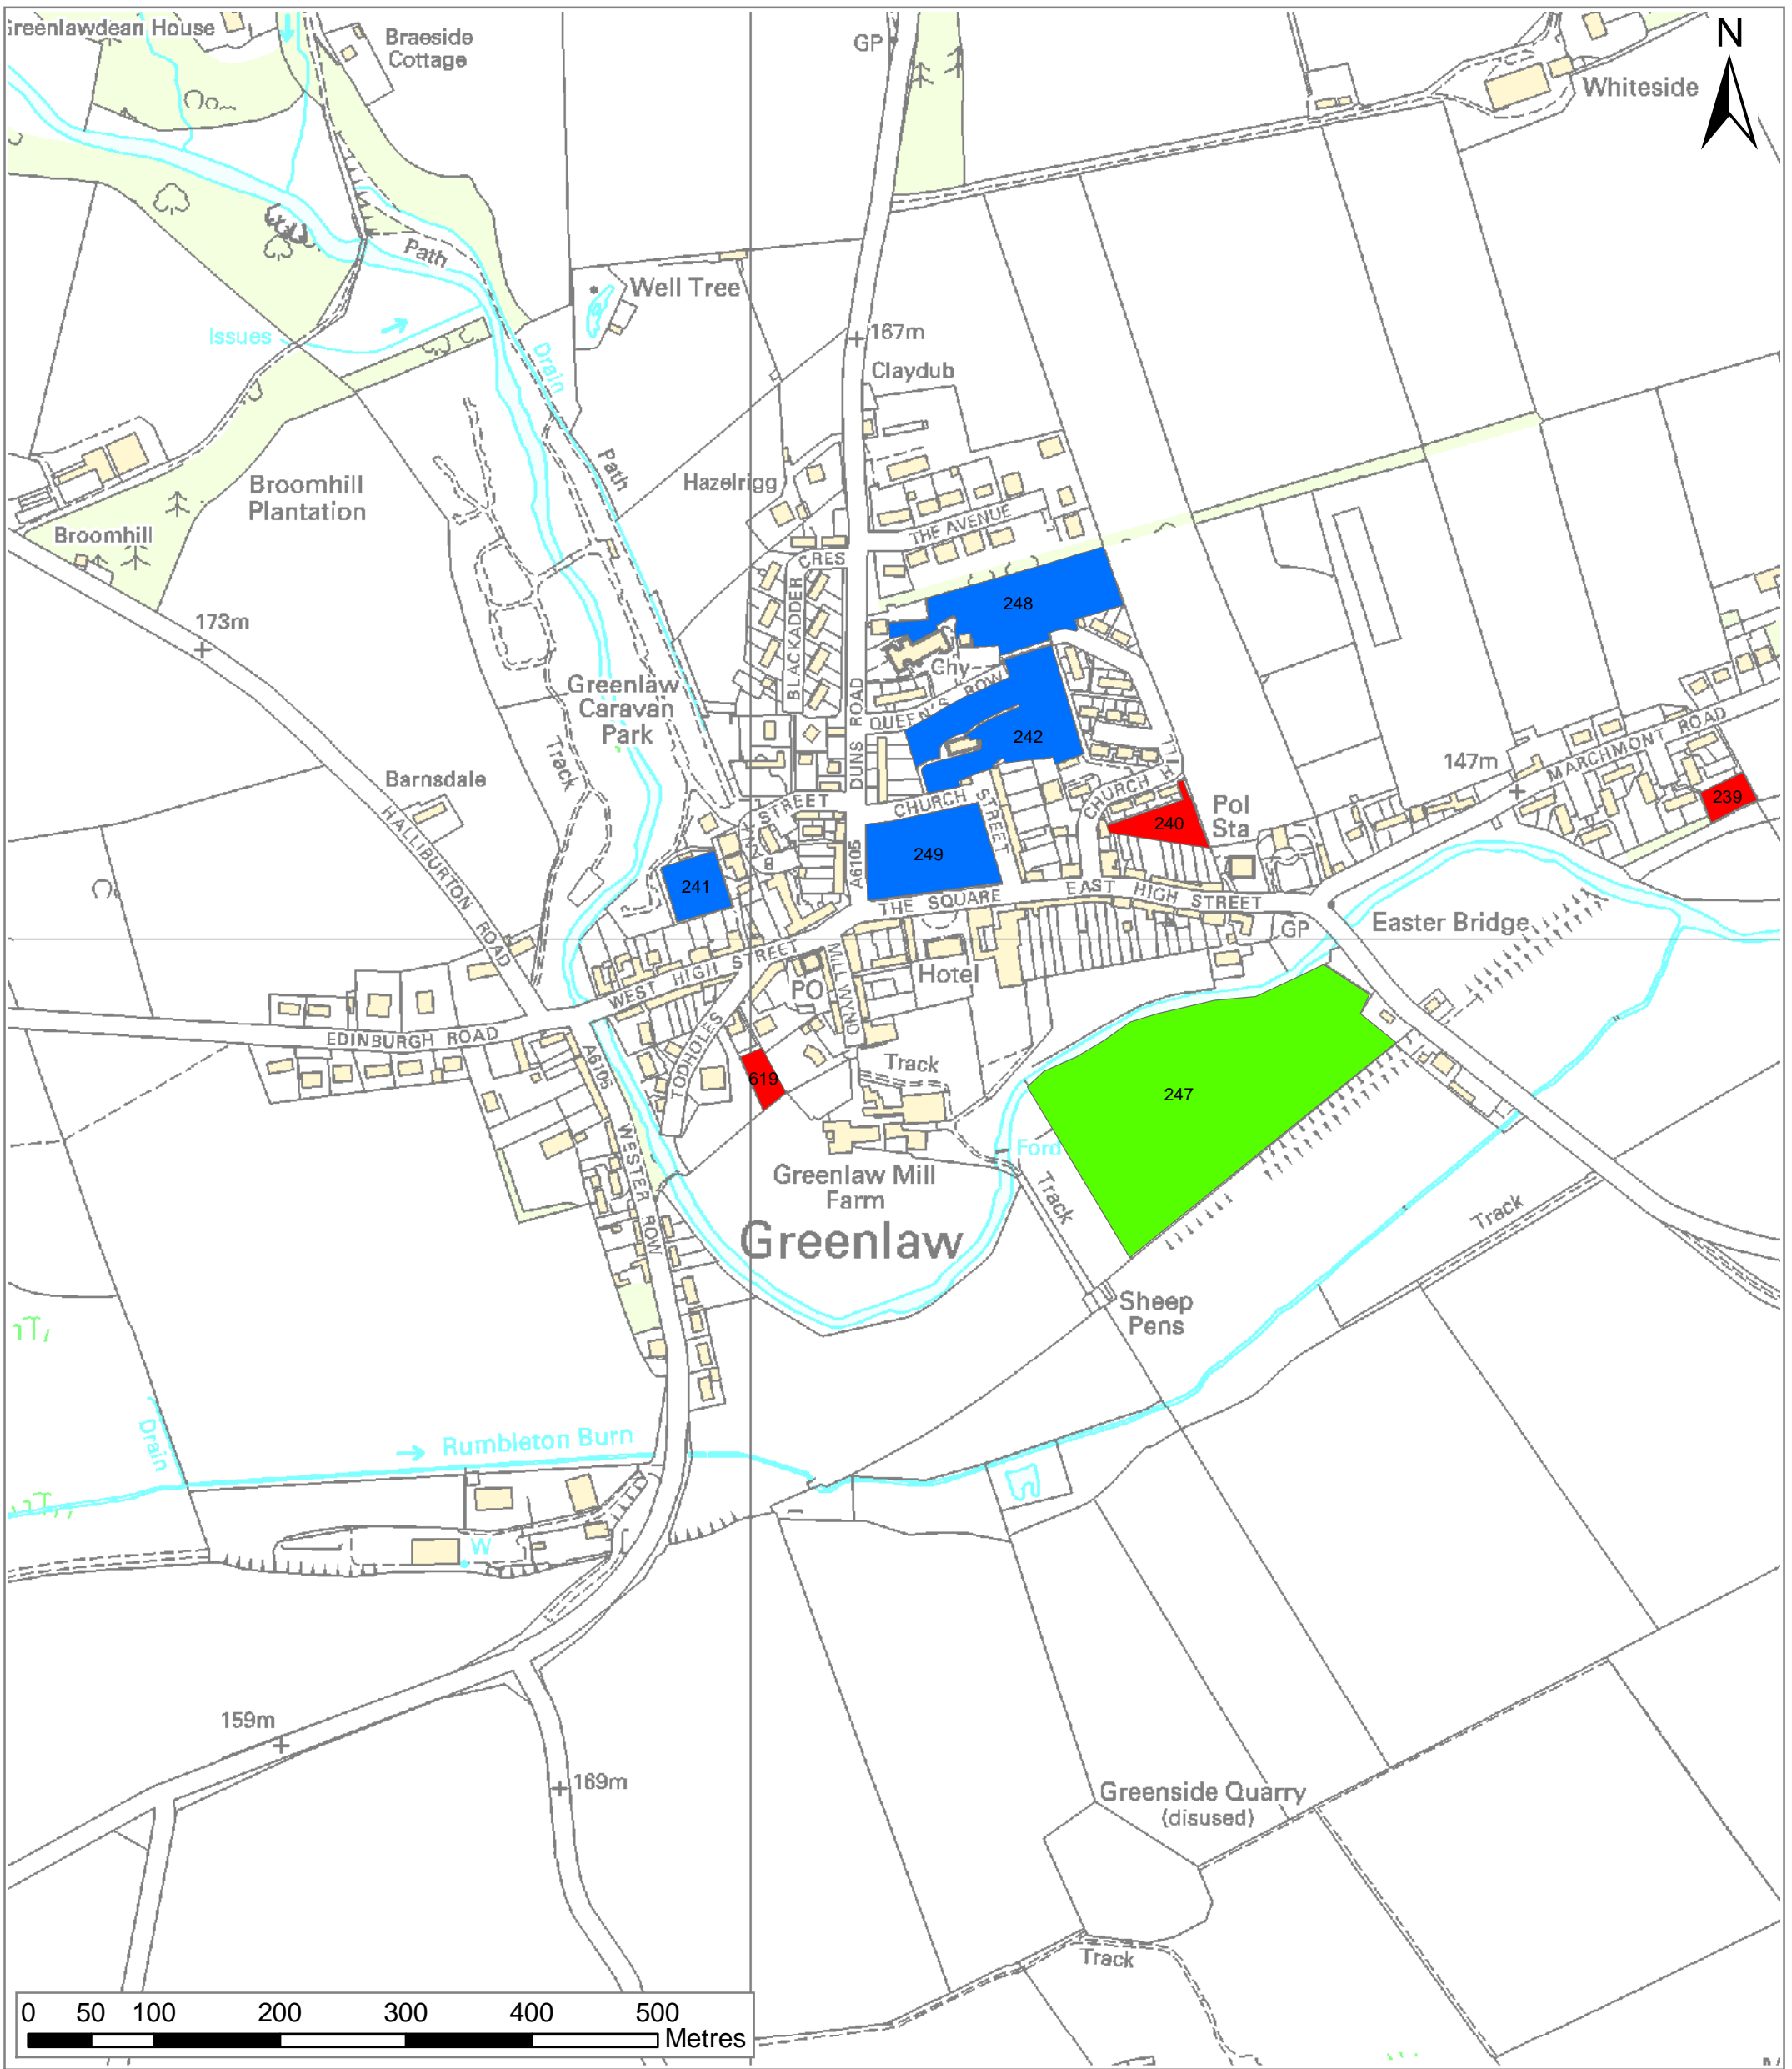 Greenlawdean House
Braeside
Cottage
GP
N
Whiteside
Path
Well Tree
Issues
Drain
167m
Claydub
Path
Hazelrigg
Broomhill
Plantation
THE AVENUE
Broomhill
CRES
BLACKADDER
248
173m
Chy
Greenlaw
Caravan
Park
QUEEN'S ROW
DUNS ROAD
242
Track
147m
MARCHMONT ROAD
Barnsdale
HALLIBURTON ROAD
STREET
CHURCH STREET
CHURCH H
Pol
Sta
239
240
A6105
249
241
THE SQUARE
EAST HIGH STREET
Easter Bridge
GP
WEST HIGH STREET
PO
MILL WYND
Hotel
EDINBURGH ROAD
A6105
TODHOLES
619
Track
247
WESTER ROW
Ford
Greenlaw Mill
Farm
Track
Greenlaw
Track
Sheep
Pens
Drain
Rumbleton Burn
W
159m
169m
Greenside Quarry
(disused)
Track
0 50 100 200 300 400 500
Metres